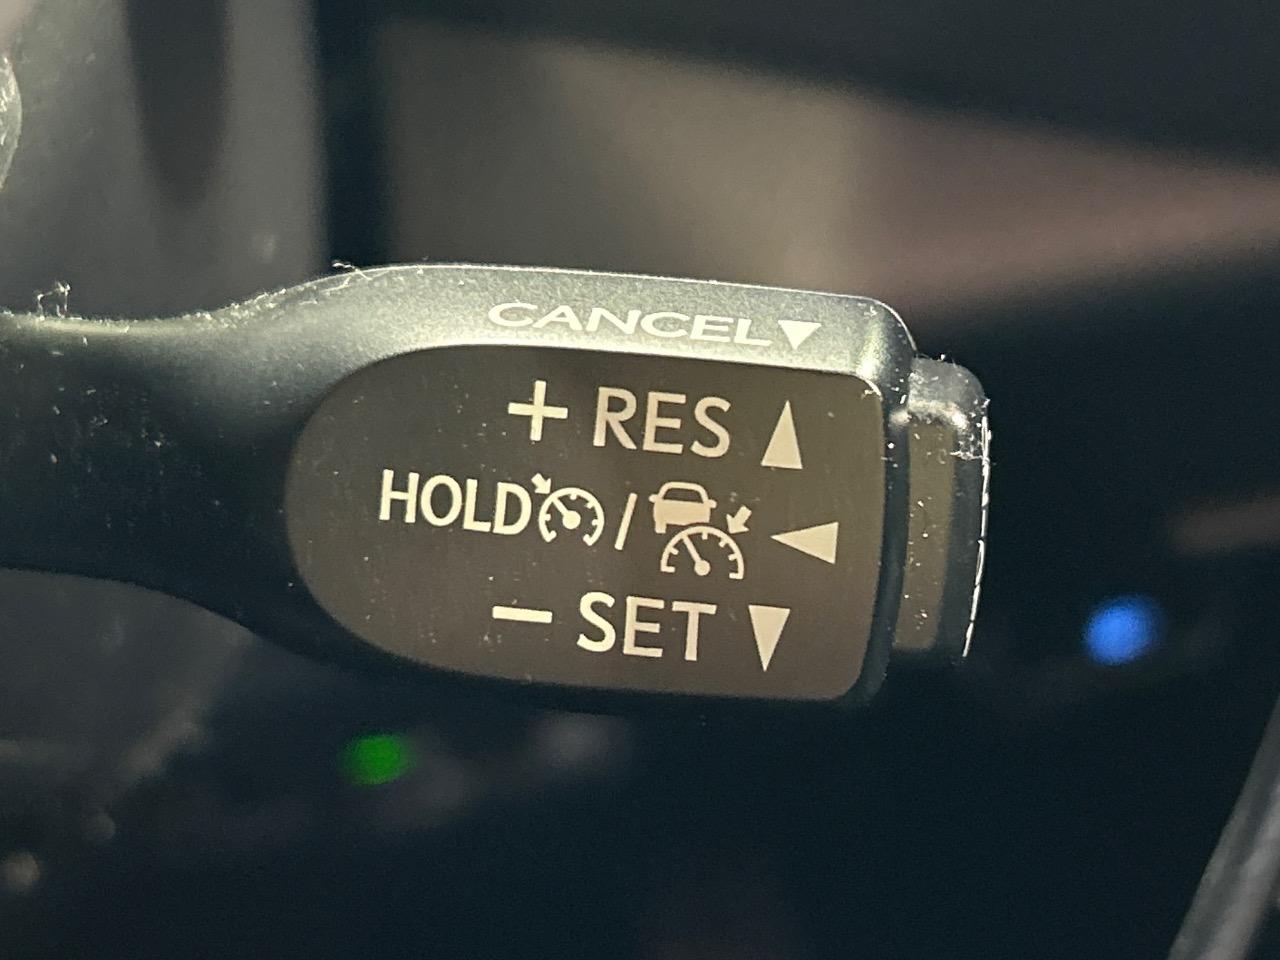 CANCEL▼
+ RES ▲
HOLD / ◀
− SET ▼